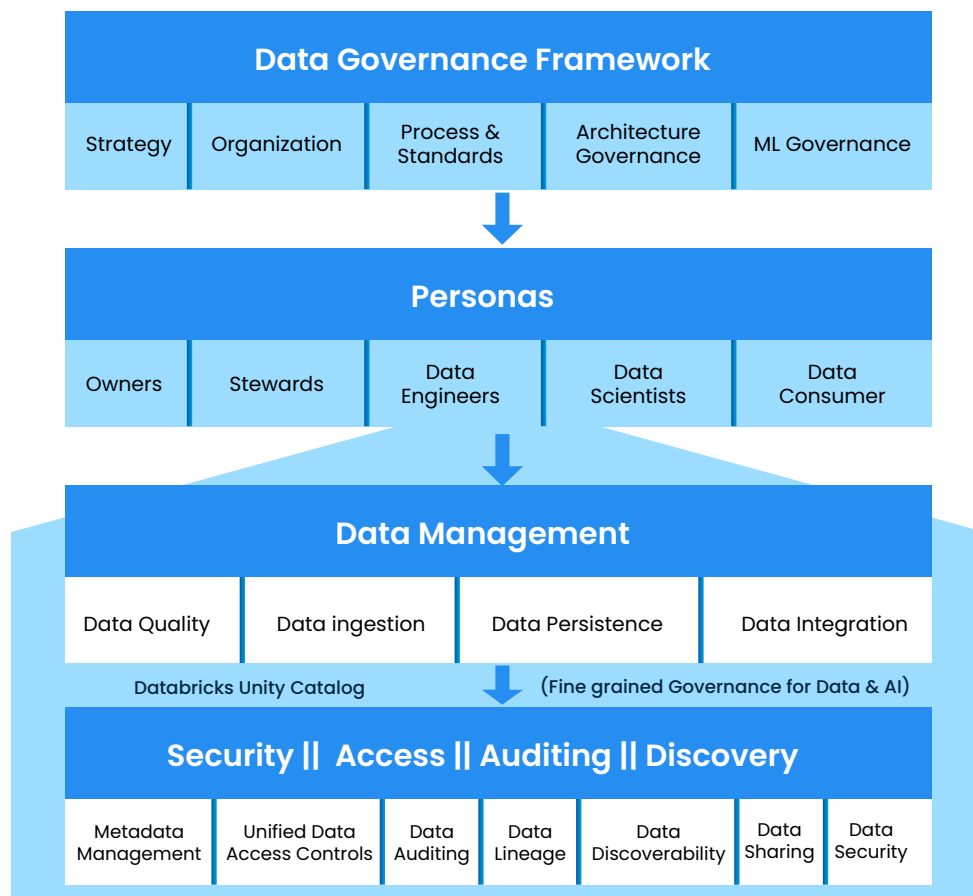 Data Governance Framework
Strategy
Organization
Process &
Standards
Architecture
Governance
ML Governance
Personas
Owners
Stewards
Data
Engineers
Data
Scientists
Data
Consumer
Data Management
Data Quality
Data ingestion
Data Persistence
Data Integration
Databricks Unity Catalog
(Fine grained Governance for Data & AI)
Security || Access || Auditing || Discovery
Metadata
Management
Unified Data
Access Controls
Data
Auditing
Data
Lineage
Data
Discoverability
Data
Sharing
Data
Security